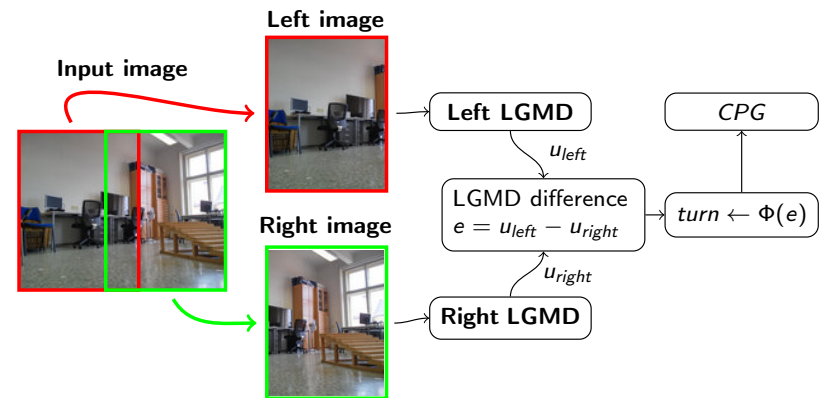 Left image
Input image
Left LGMD
CPG
u_left
LGMD difference
e = u_left − u_right
turn ← Φ(e)
Right image
u_right
Right LGMD